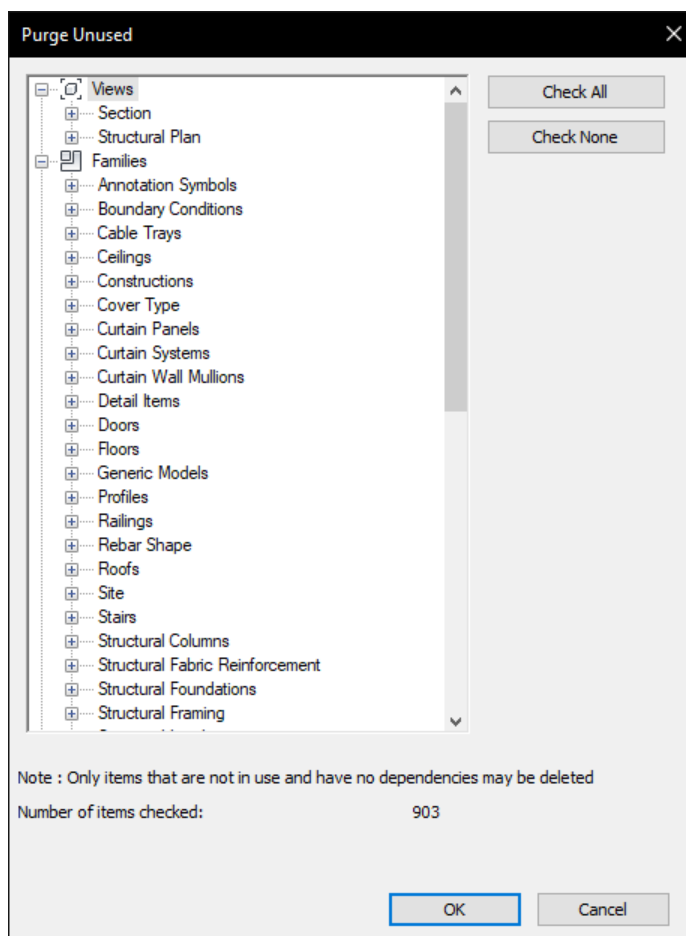 Purge Unused
Views
Section
Structural Plan
Families
Annotation Symbols
Boundary Conditions
Cable Trays
Ceilings
Constructions
Cover Type
Curtain Panels
Curtain Systems
Curtain Wall Mullions
Detail Items
Doors
Floors
Generic Models
Profiles
Railings
Rebar Shape
Roofs
Site
Stairs
Structural Columns
Structural Fabric Reinforcement
Structural Foundations
Structural Framing
Check All
Check None
Note : Only items that are not in use and have no dependencies may be deleted
Number of items checked: 903
OK Cancel